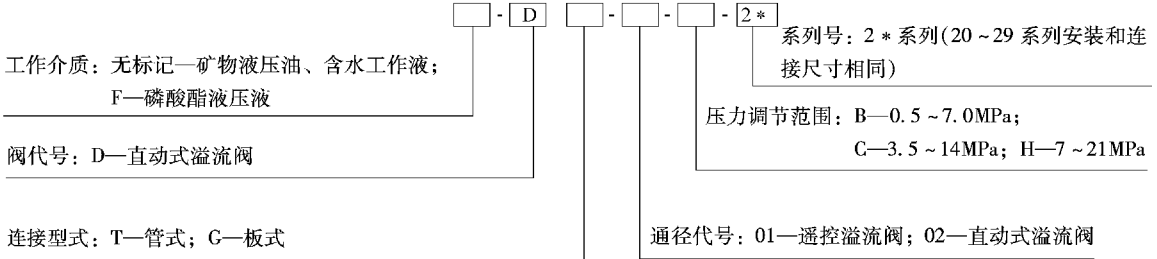 □-D □-□-□-2*
系列号：2*系列(20~29系列安装和连
接尺寸相同)
工作介质：无标记—矿物液压油、含水工作液；
F—磷酸酯液压液
压力调节范围：B—0.5~7.0MPa；
C—3.5~14MPa；H—7~21MPa
阀代号：D—直动式溢流阀
连接型式：T—管式；G—板式
通径代号：01—遥控溢流阀；02—直动式溢流阀